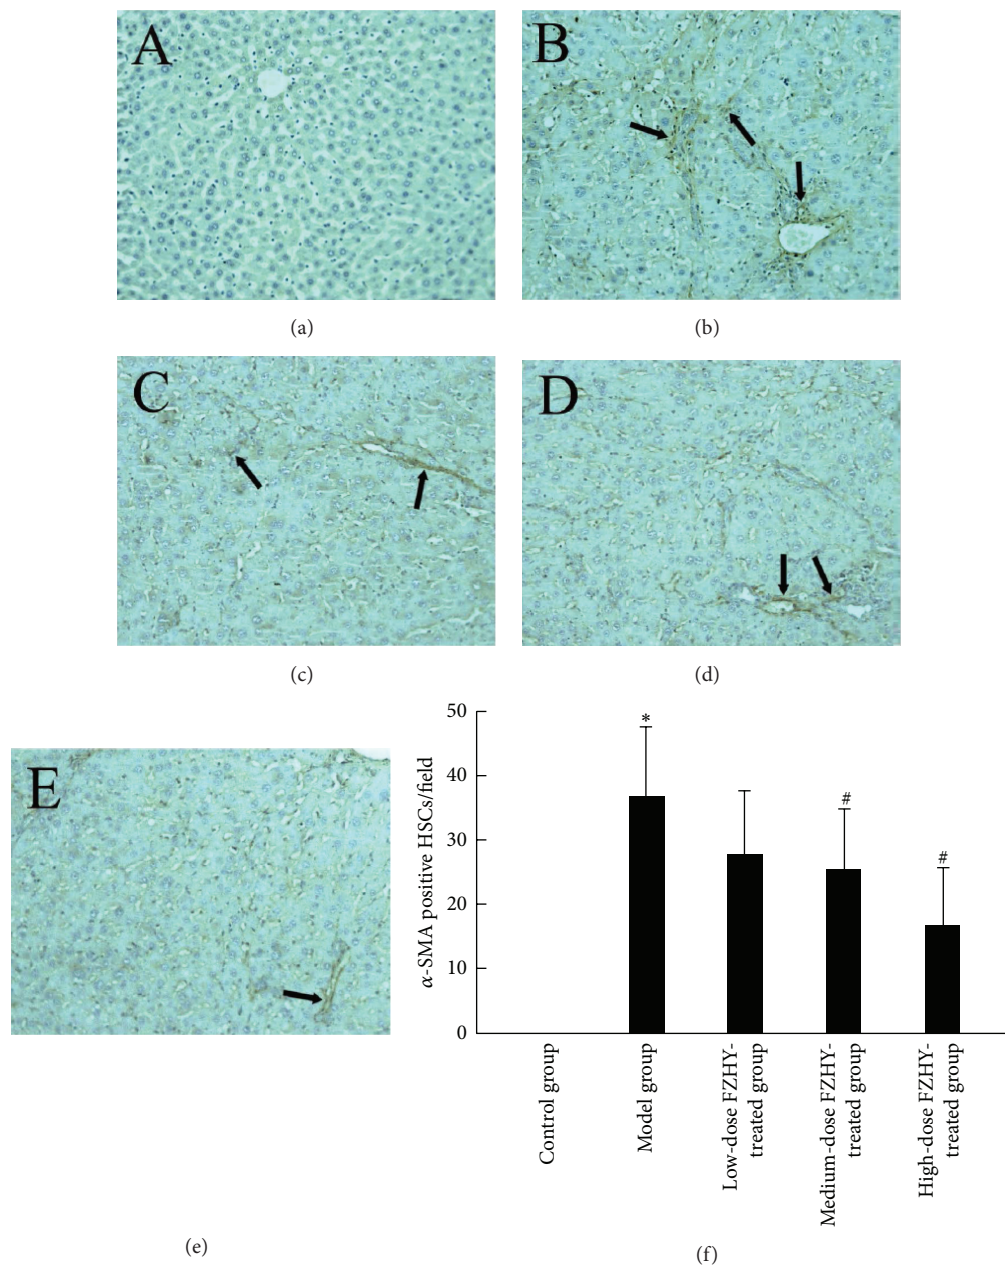 A
B
(a)
(b)
C
D
(c)
(d)
E
(e)
α-SMA positive HSCs/field
50
40
30
20
10
0
*
#
#
Control group
Model group
Low-dose FZHY-
treated group
Medium-dose FZHY-
treated group
High-dose FZHY-
treated group
(f)